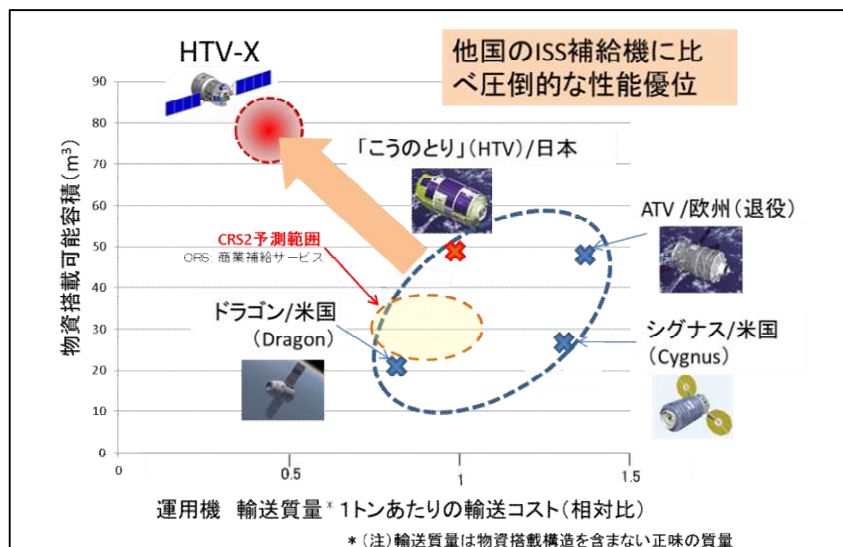 HTV-X
他国のISS補給機に比
べ圧倒的な性能優位
物資搭載可能容積(m³)
90
80
70
60
50
40
30
20
10
0
「こうのとり」(HTV)/日本
ATV /欧州(退役)
CRS2予測範囲
CRS: 商業補給サービス
ドラゴン/米国
(Dragon)
シグナス/米国
(Cygnus)
0
0.5
1
1.5
運用機 輸送質量* 1トンあたりの輸送コスト(相対比)
* (注)輸送質量は物資搭載構造を含まない正味の質量